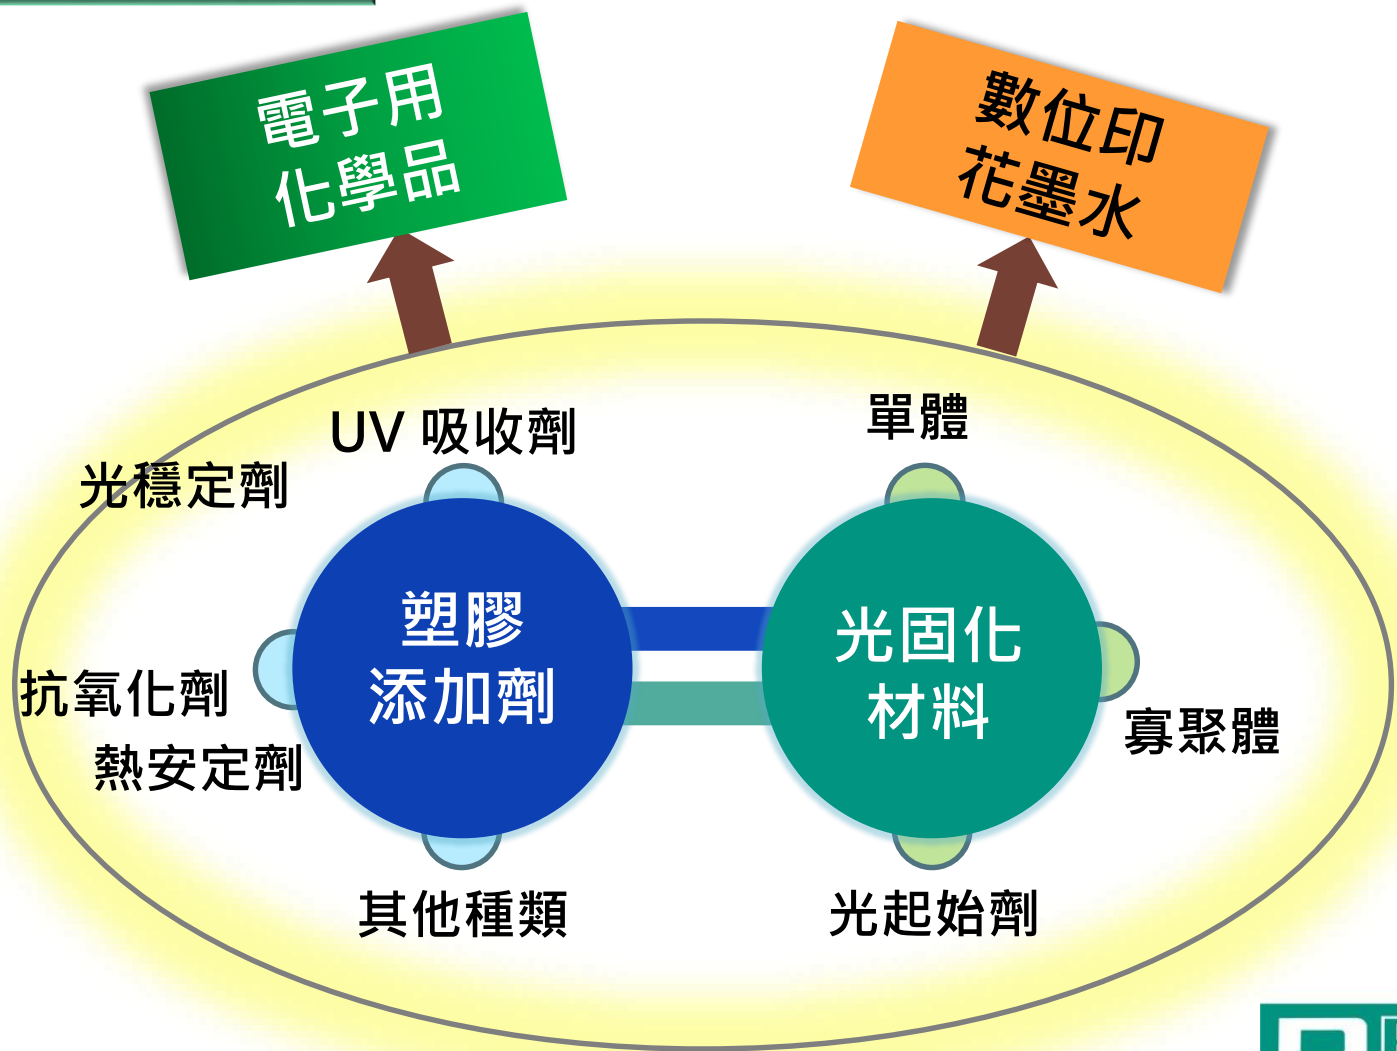 電子用
化學品
數位印
花墨水
UV 吸收劑
光穩定劑
單體
塑膠
添加劑
光固化
材料
抗氧化劑
熱安定劑
寡聚體
其他種類
光起始劑